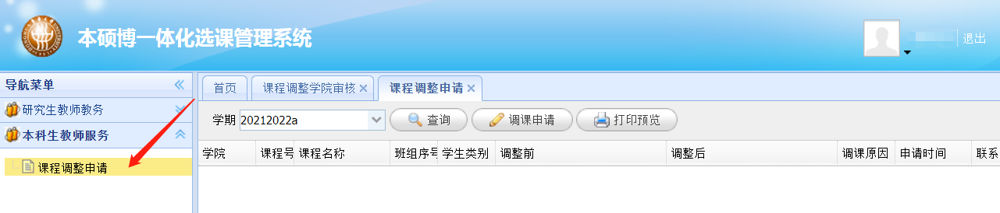 本硕博一体化选课管理系统
退出
导航菜单
首页 课程调整学院审核 课程调整申请
研究生教师教务
学期 20212022a 查询 调课申请 打印预览
本科生教师服务
学院 课程号 课程名称 班组序号 学生类别 调整前 调整后 调课原因 申请时间 联系
课程调整申请